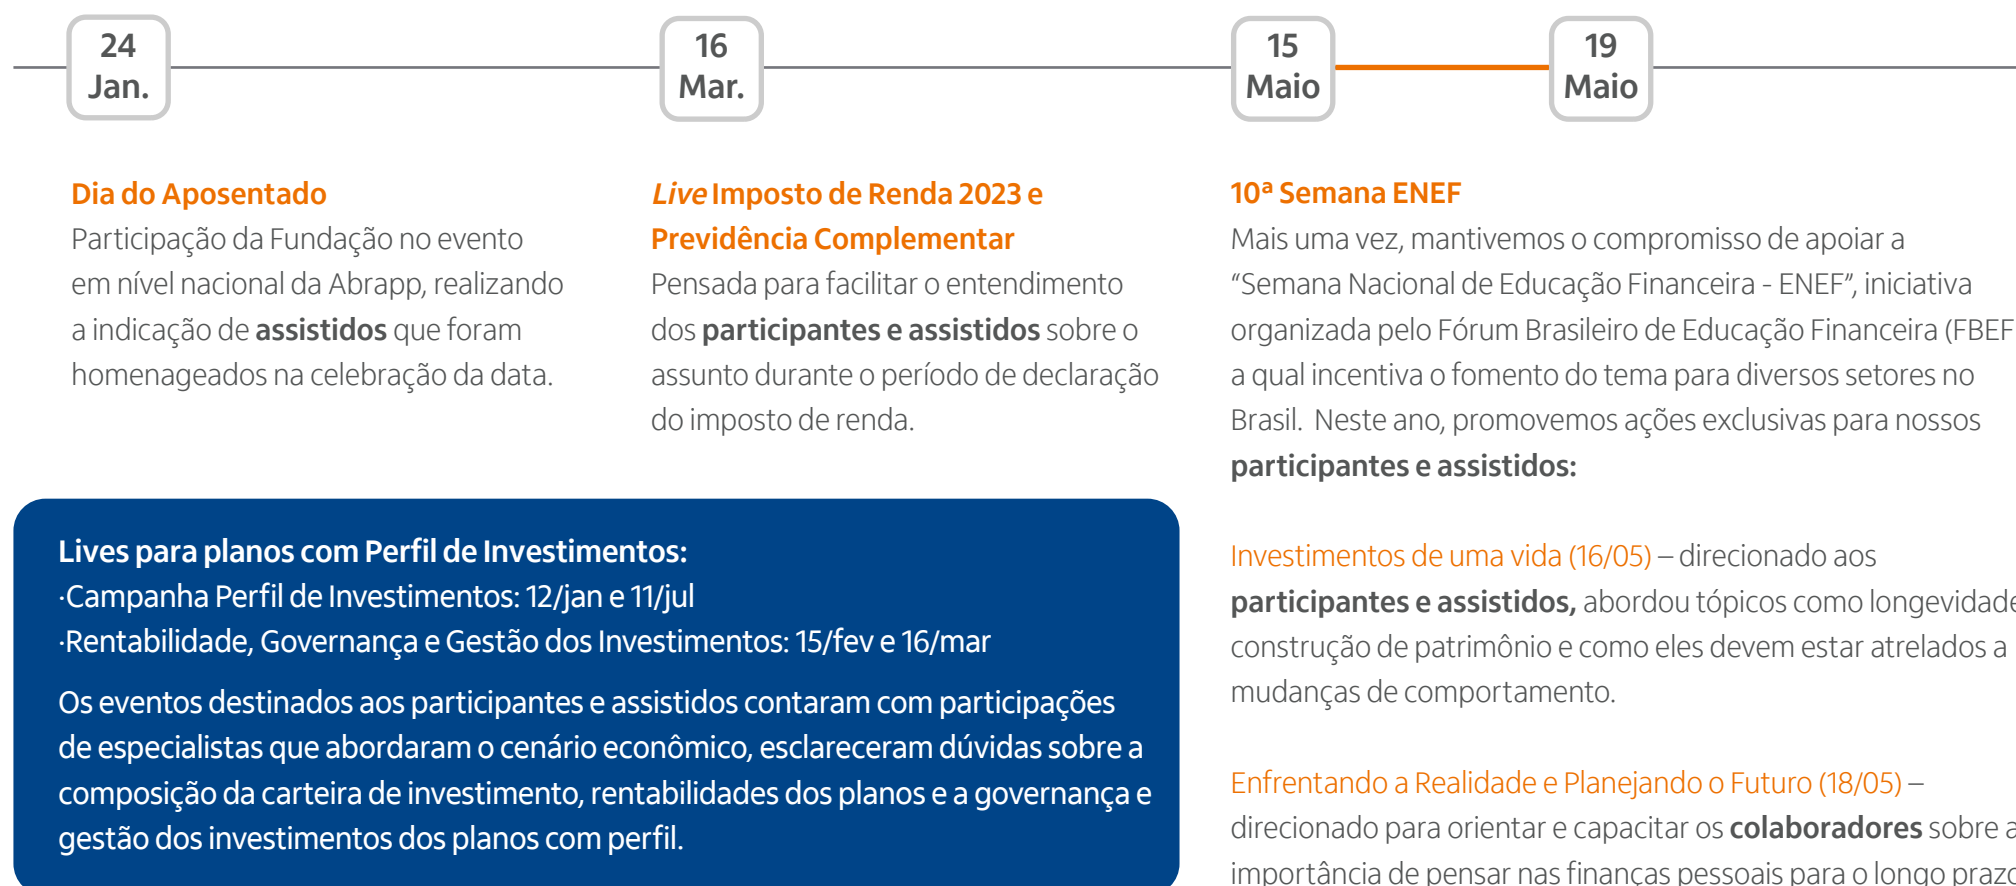 24
Jan.
16
Mar.
15
Maio
19
Maio
Dia do Aposentado
Participação da Fundação no evento
em nível nacional da Abrapp, realizando
a indicação de assistidos que foram
homenageados na celebração da data.
Live Imposto de Renda 2023 e
Previdência Complementar
Pensada para facilitar o entendimento
dos participantes e assistidos sobre o
assunto durante o período de declaração
do imposto de renda.
Lives para planos com Perfil de Investimentos:
·Campanha Perfil de Investimentos: 12/jan e 11/jul
·Rentabilidade, Governança e Gestão dos Investimentos: 15/fev e 16/mar
Os eventos destinados aos participantes e assistidos contaram com participações
de especialistas que abordaram o cenário econômico, esclareceram dúvidas sobre a
composição da carteira de investimento, rentabilidades dos planos e a governança e
gestão dos investimentos dos planos com perfil.
10ª Semana ENEF
Mais uma vez, mantivemos o compromisso de apoiar a
“Semana Nacional de Educação Financeira - ENEF”, iniciativa
organizada pelo Fórum Brasileiro de Educação Financeira (FBEF
a qual incentiva o fomento do tema para diversos setores no
Brasil.  Neste ano, promovemos ações exclusivas para nossos
participantes e assistidos:
Investimentos de uma vida (16/05) – direcionado aos
participantes e assistidos, abordou tópicos como longevidade
construção de patrimônio e como eles devem estar atrelados a
mudanças de comportamento.
Enfrentando a Realidade e Planejando o Futuro (18/05) –
direcionado para orientar e capacitar os colaboradores sobre a
importância de pensar nas finanças pessoais para o longo prazo